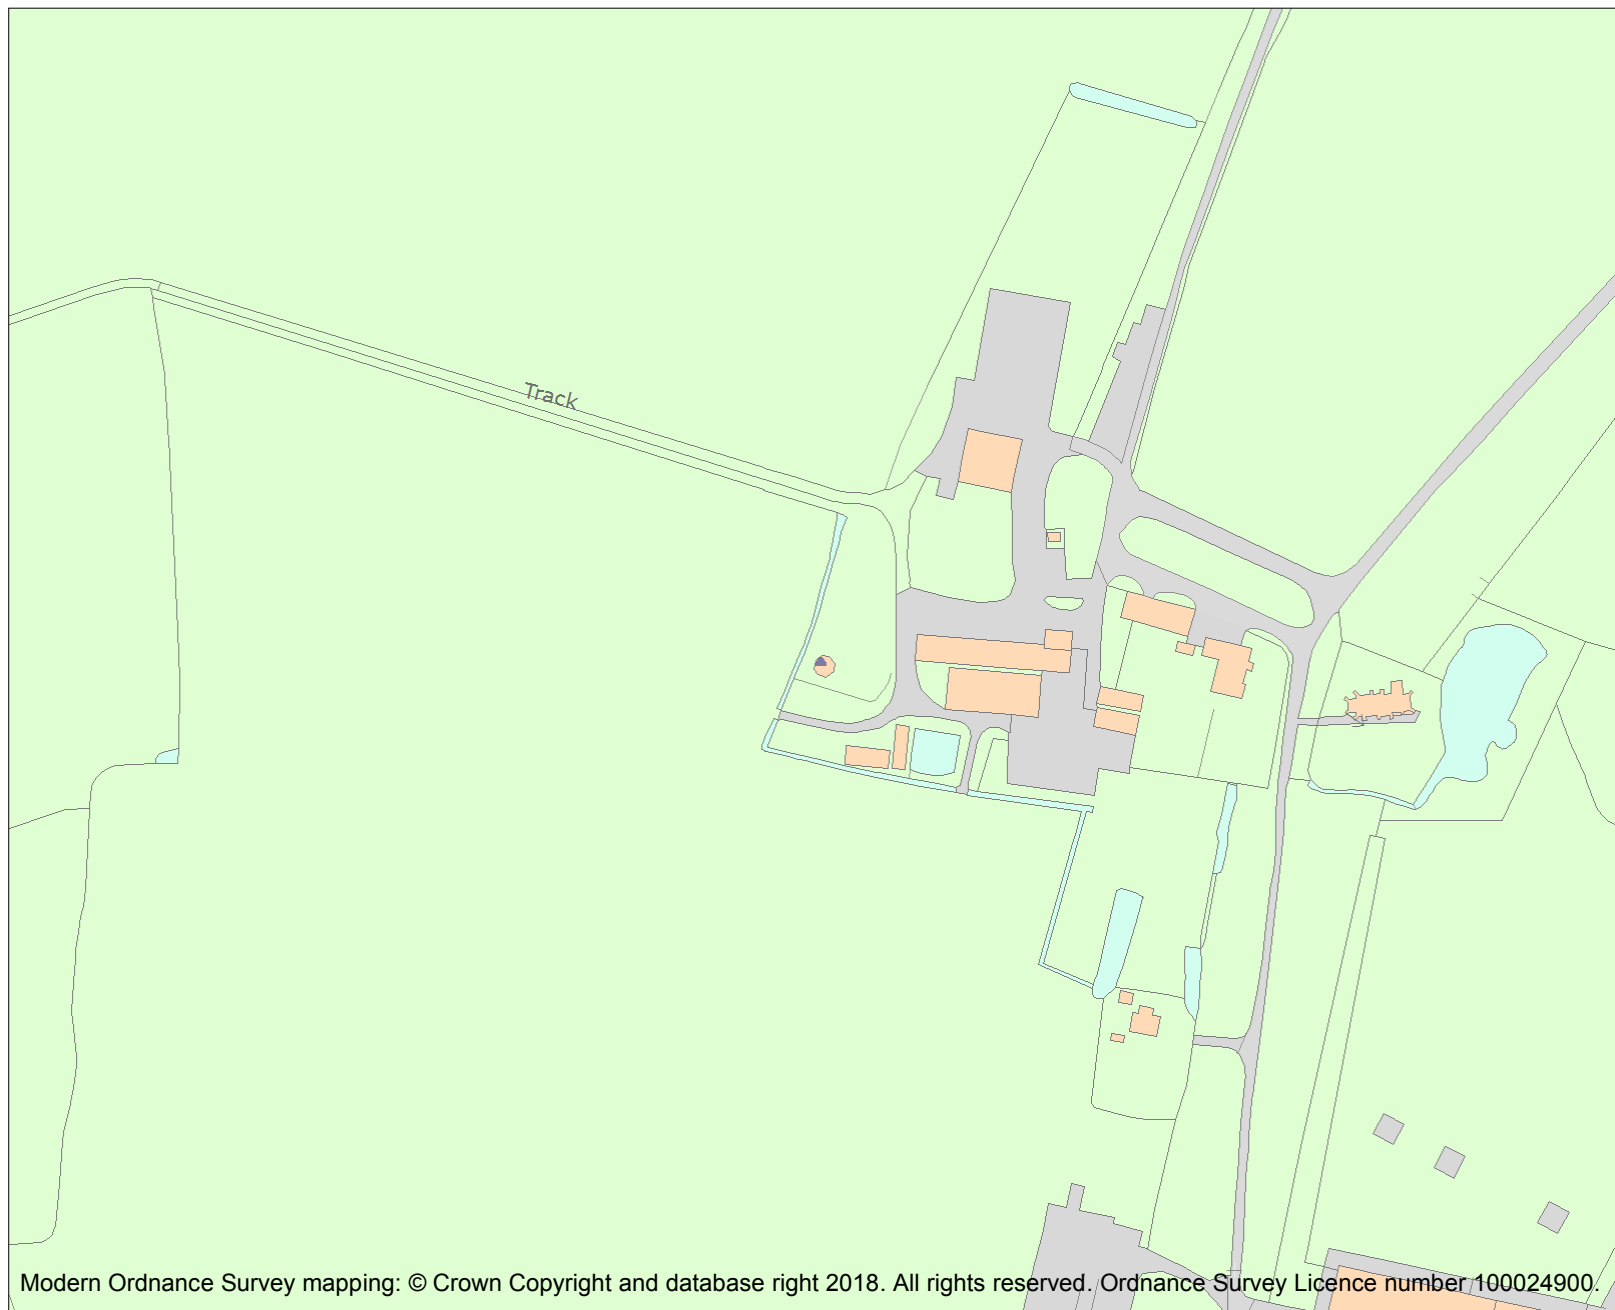 Track
Modern Ordnance Survey mapping: © Crown Copyright and database right 2018. All rights reserved. Ordnance Survey Licence number 100024900.